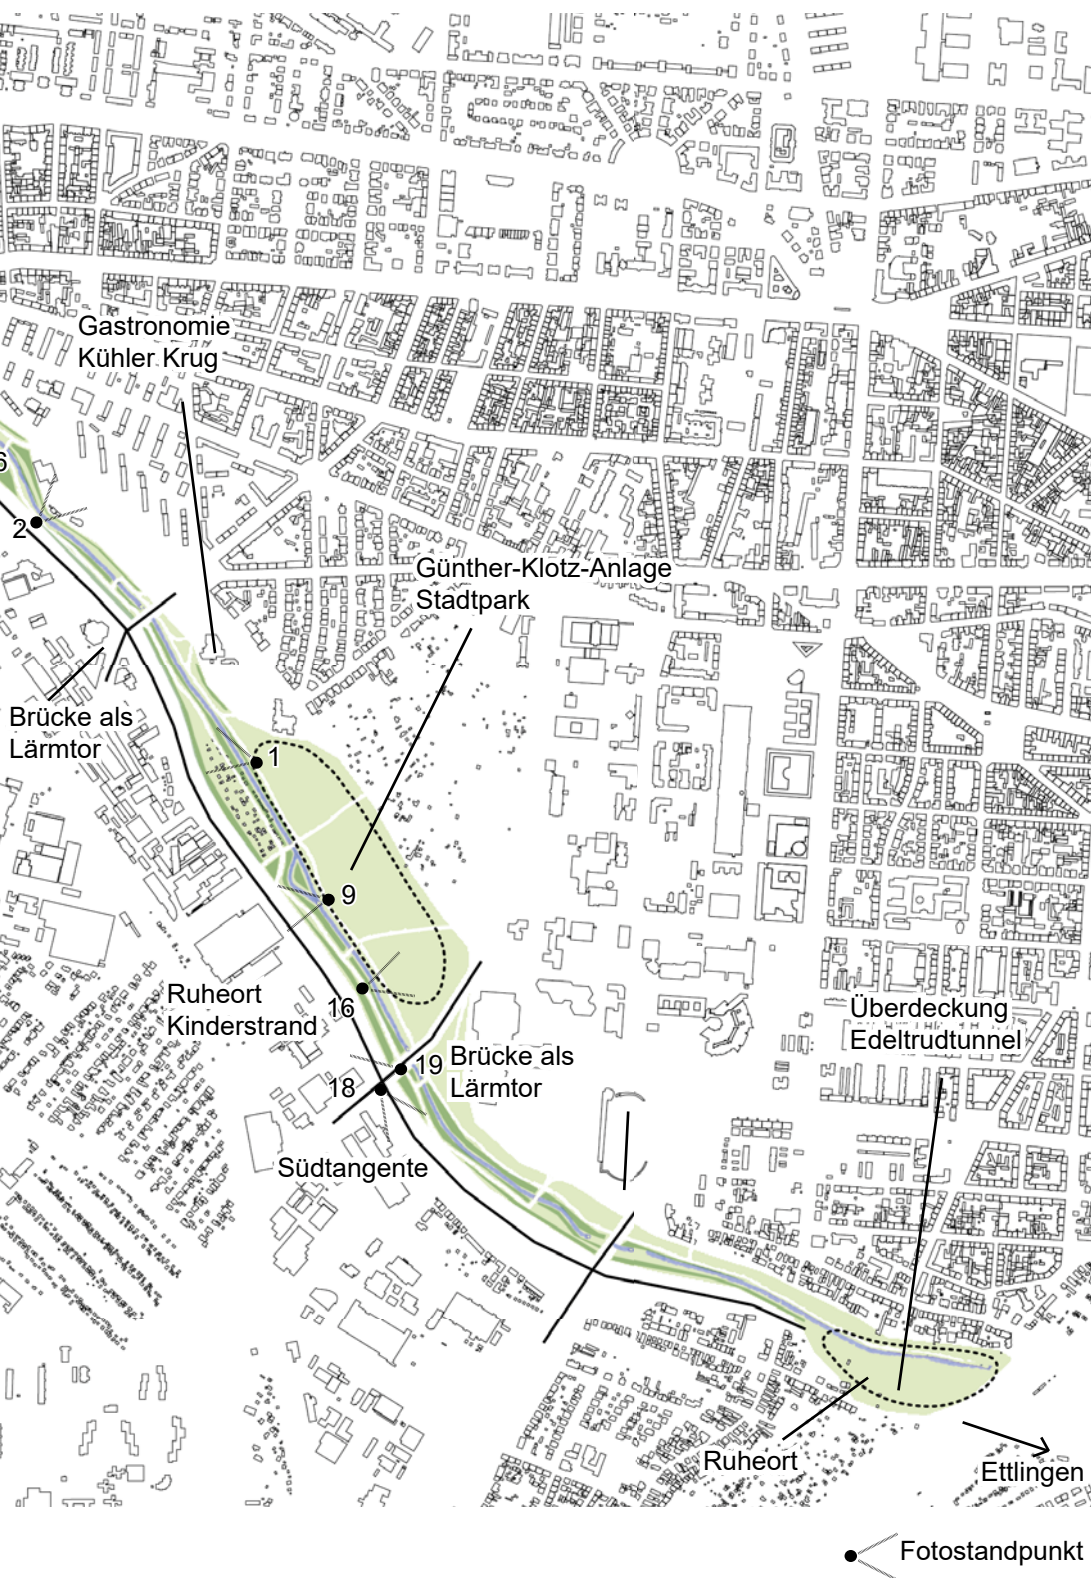 Gastronomie
Kühler Krug
6
2
Günther-Klotz-Anlage
Stadtpark
Brücke als
Lärmtor
1
9
Ruheort
Kinderstrand
16
Überdeckung
Edeltrudtunnel
19
Brücke als
Lärmtor
18
Südtangente
Ruheort
Ettlingen
Fotostandpunkt